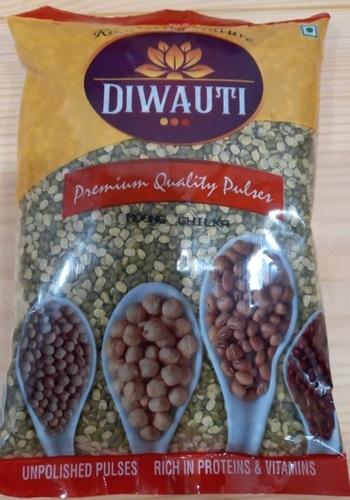 DIWAUTI
Premium Quality Pulses
MOONG CHILKA
UNPOLISHED PULSES RICH IN PROTEINS & VITAMINS